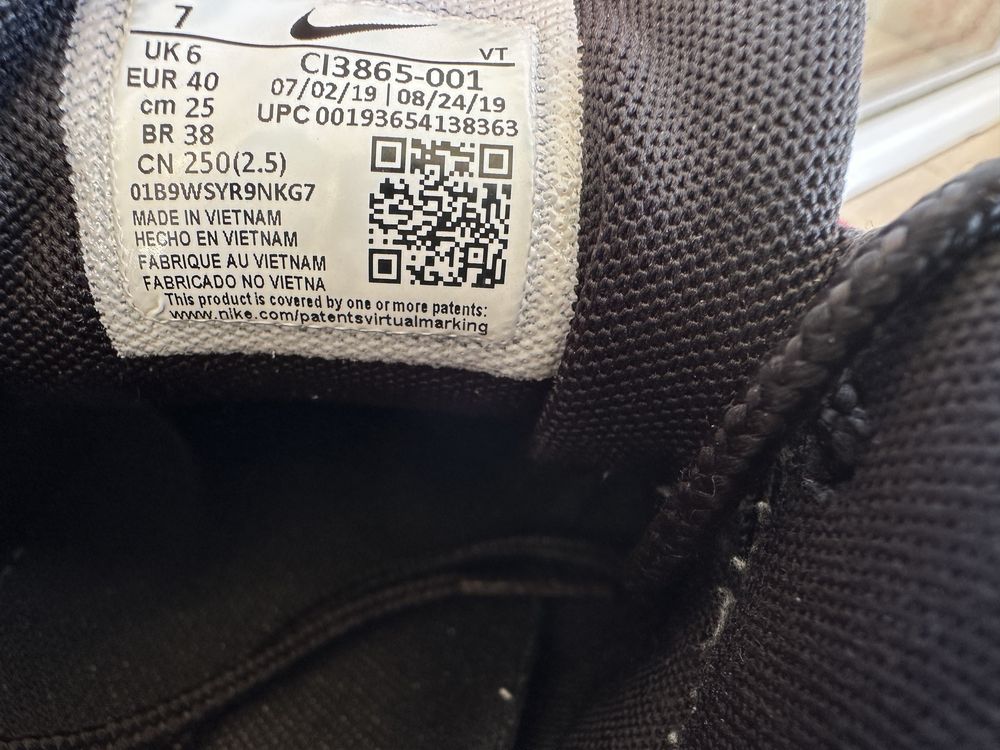 7
VT
UK 6
CI3865-001
EUR 40
07/02/19 | 08/24/19
cm 25
UPC 00193654138363
BR 38
CN 250(2.5)
01B9WSYR9NKG7
MADE IN VIETNAM
HECHO EN VIETNAM
FABRIQUE AU VIETNAM
FABRICADO NO VIETNA
This product is covered by one or more patents:
www.nike.com/patentsvirtualmarking